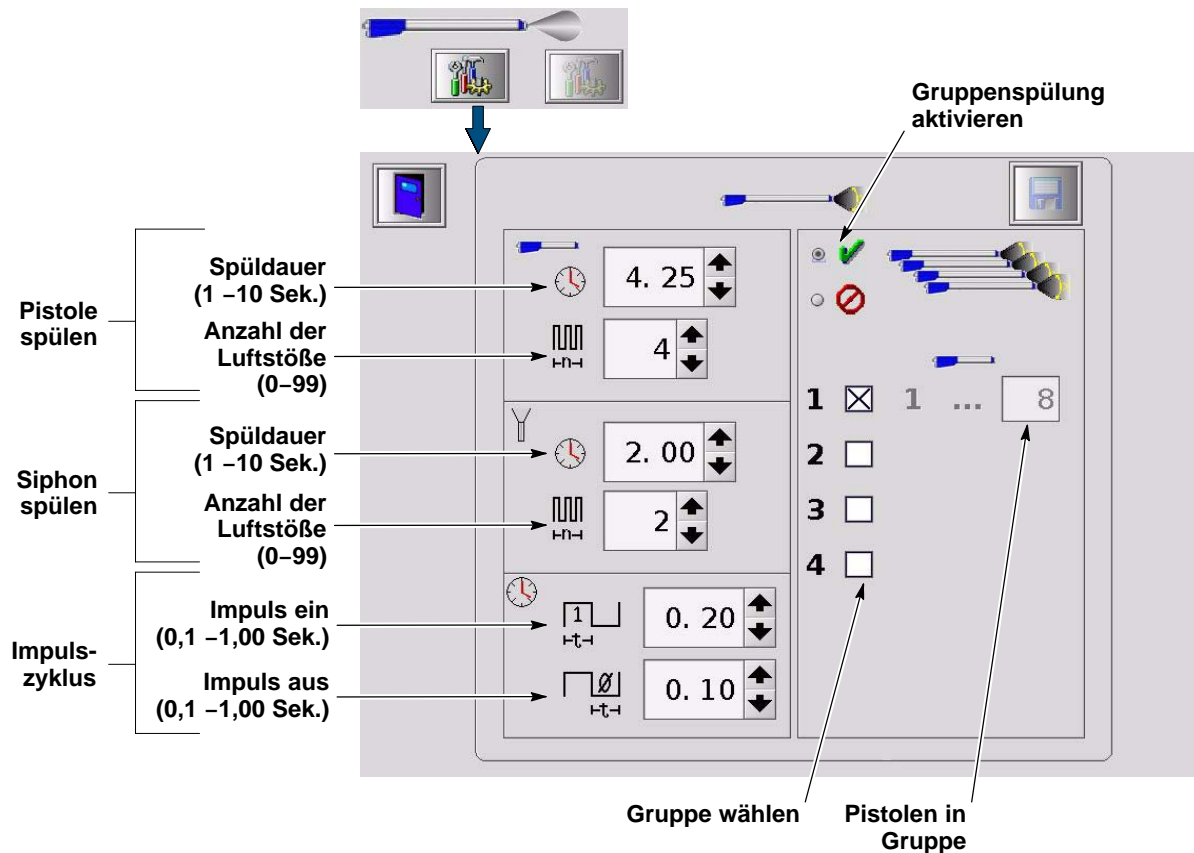 Gruppenspülung
aktivieren
Pistole
spülen
Spüldauer
(1 –10 Sek.)
4. 25
Anzahl der
Luftstöße
(0–99)
n
4
Siphon
spülen
Spüldauer
(1 –10 Sek.)
2. 00
Anzahl der
Luftstöße
(0–99)
n
2
Impuls-
zyklus
Impuls ein
(0,1 –1,00 Sek.)
1
t
0. 20
Impuls aus
(0,1 –1,00 Sek.)
Ø
t
0. 10
1 1 ... 8
2
3
4
Gruppe wählen
Pistolen in
Gruppe